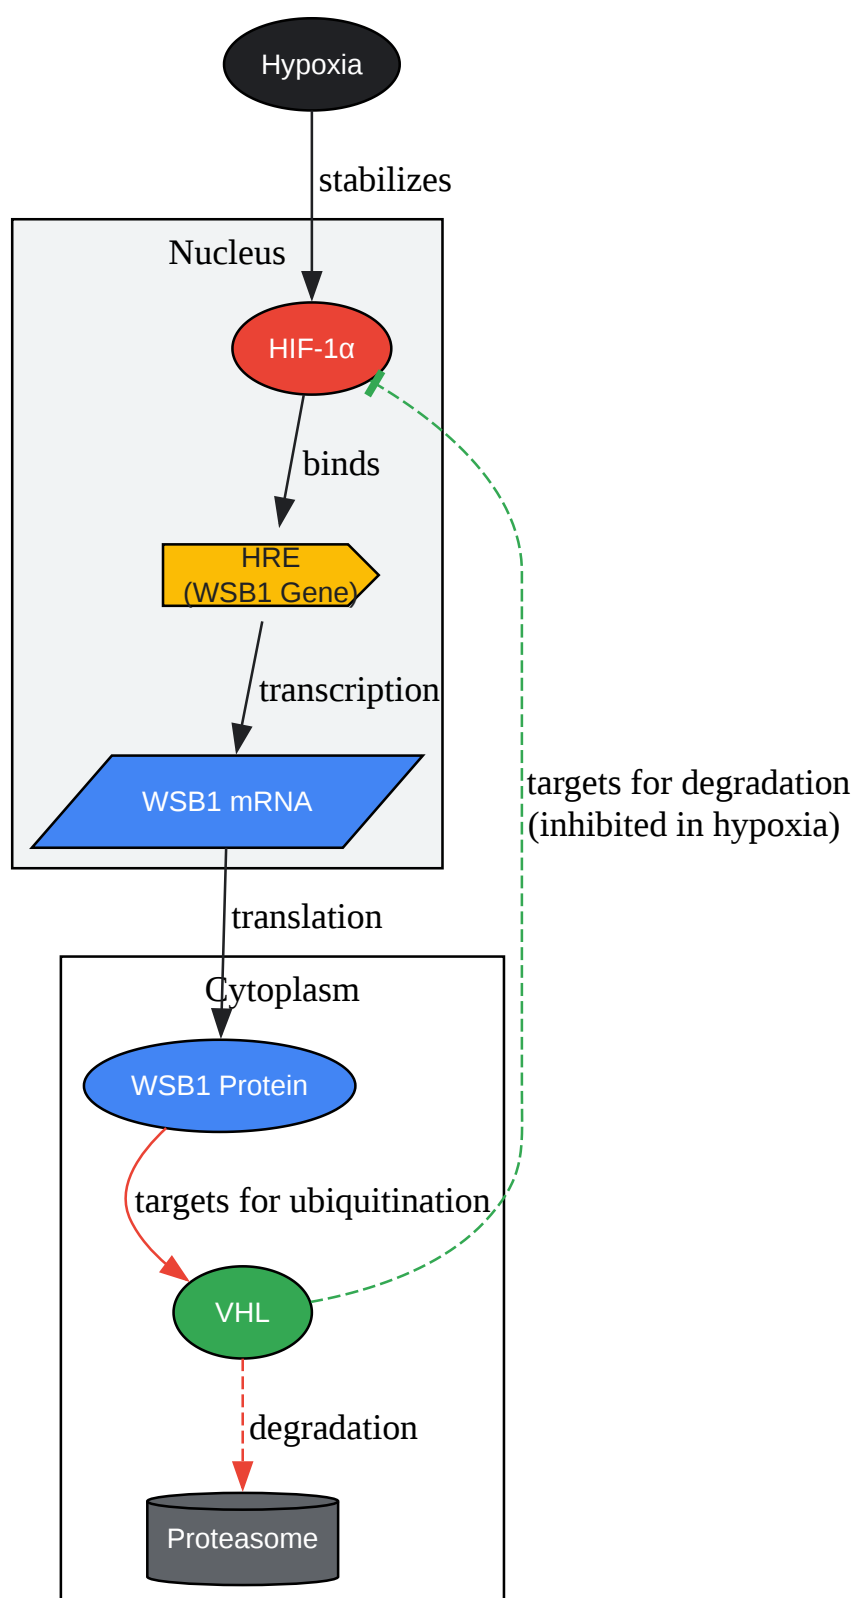 Hypoxia
stabilizes
Nucleus
HIF-1α
binds
HRE
(WSB1 Gene)
transcription
WSB1 mRNA
targets for degradation
(inhibited in hypoxia)
translation
Cytoplasm
WSB1 Protein
targets for ubiquitination
VHL
degradation
Proteasome